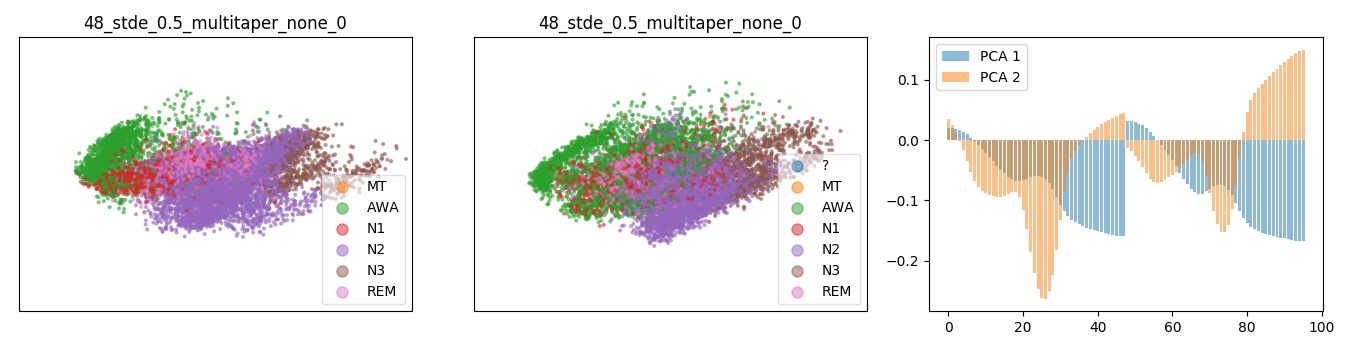 48_stde_0.5_multitaper_none_0
MT
AWA
N1
N2
N3
REM
48_stde_0.5_multitaper_none_0
?
MT
AWA
N1
N2
N3
REM
PCA 1
PCA 2
0.1
0.0
−0.1
−0.2
0 20 40 60 80 100